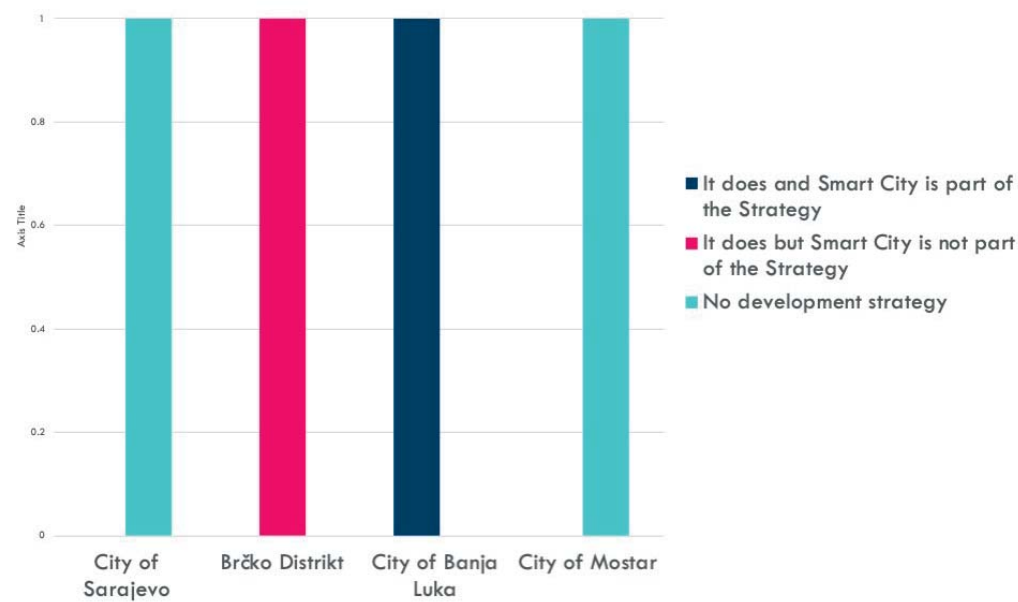 1
0.8
0.6
0.4
0.2
0
Axis Title
City of
Sarajevo
Brčko Distrikt
City of Banja
Luka
City of Mostar
It does and Smart City is part of
the Strategy
It does but Smart City is not part
of the Strategy
No development strategy